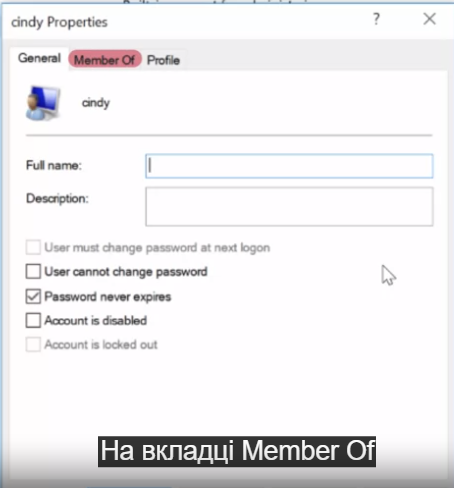 cindy Properties
?
General Member Of Profile
cindy
Full name:
Description:
User must change password at next logon
User cannot change password
Password never expires
Account is disabled
Account is locked out
На вкладці Member Of